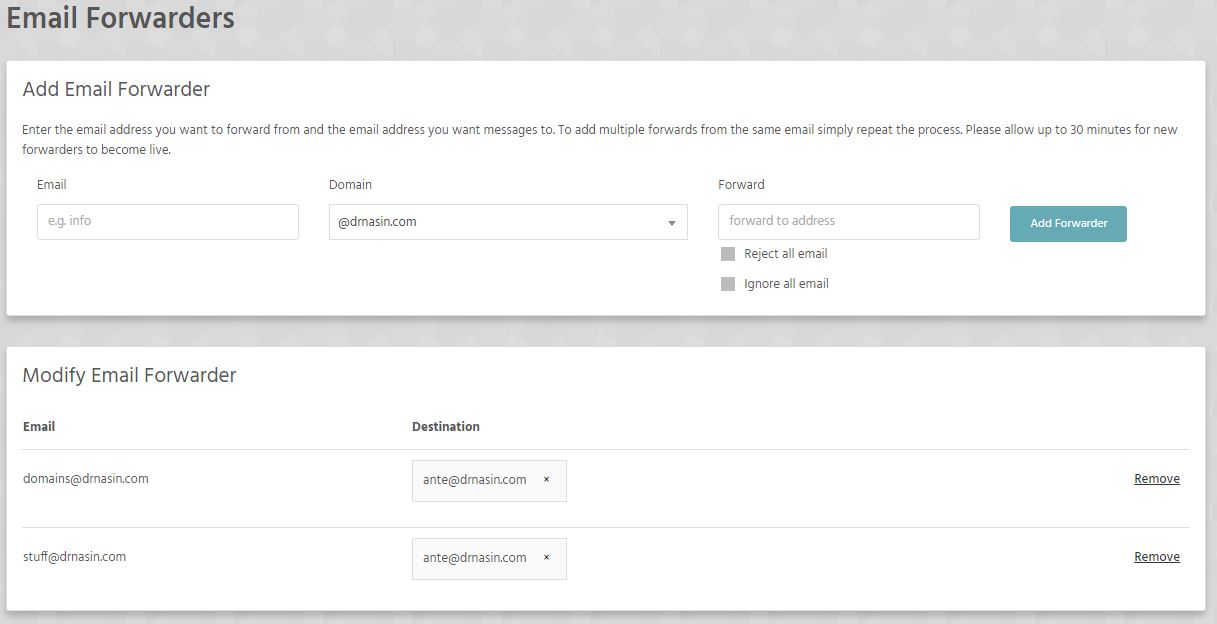 Email Forwarders
Add Email Forwarder
Enter the email address you want to forward from and the email address you want messages to. To add multiple forwards from the same email simply repeat the process. Please allow up to 30 minutes for new
forwarders to become live.
Email Domain Forward
e.g. info @drnasin.com forward to address Add Forwarder
Reject all email
Ignore all email
Modify Email Forwarder
Email Destination
domains@drnasin.com ante@drnasin.com × Remove
stuff@drnasin.com ante@drnasin.com × Remove